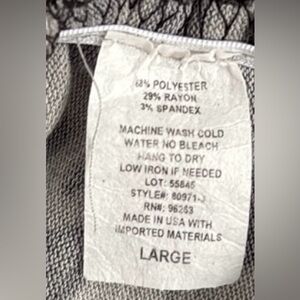 68% POLYESTER
29% RAYON
3% SPANDEX
MACHINE WASH COLD
WATER NO BLEACH
HANG TO DRY
LOW IRON IF NEEDED
LOT: 55845
STYLE#: 80971-J
RN#: 96263
MADE IN USA WITH
IMPORTED MATERIALS
LARGE